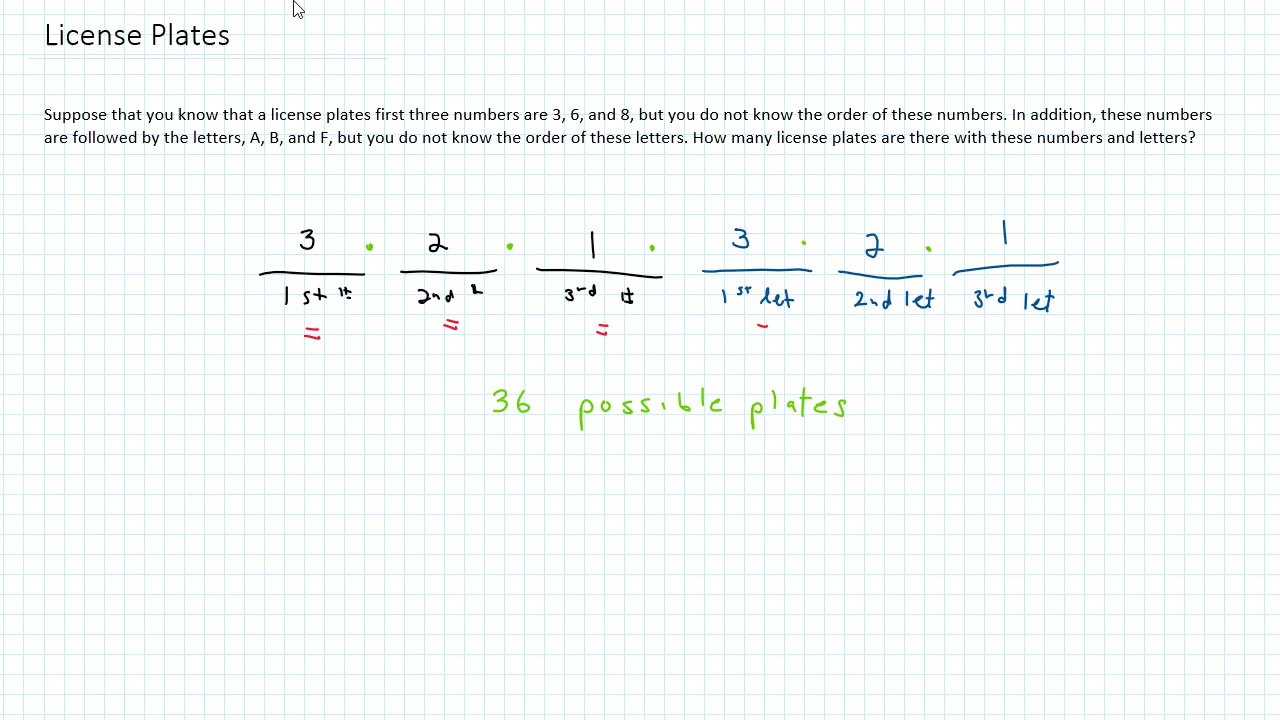 License Plates
Suppose that you know that a license plates first three numbers are 3, 6, and 8, but you do not know the order of these numbers. In addition, these numbers
are followed by the letters, A, B, and F, but you do not know the order of these letters. How many license plates are there with these numbers and letters?
3 · 2 · 1 · 3 · 2 · 1
1st # 2nd 3rd # 1st let 2nd let 3rd let
36 possible plates